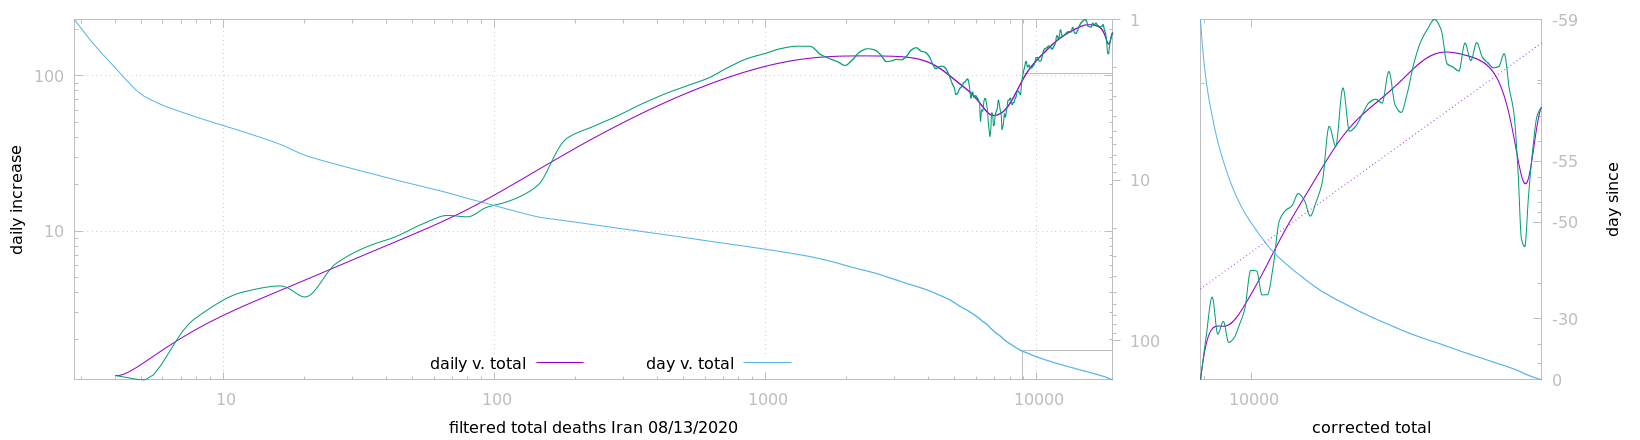 daily increase
100
10
daily v. total
day v. total
10
100
1000
10000
filtered total deaths Iran 08/13/2020
1
10
100
10000
corrected total
-59
-55
-50
-30
0
day since